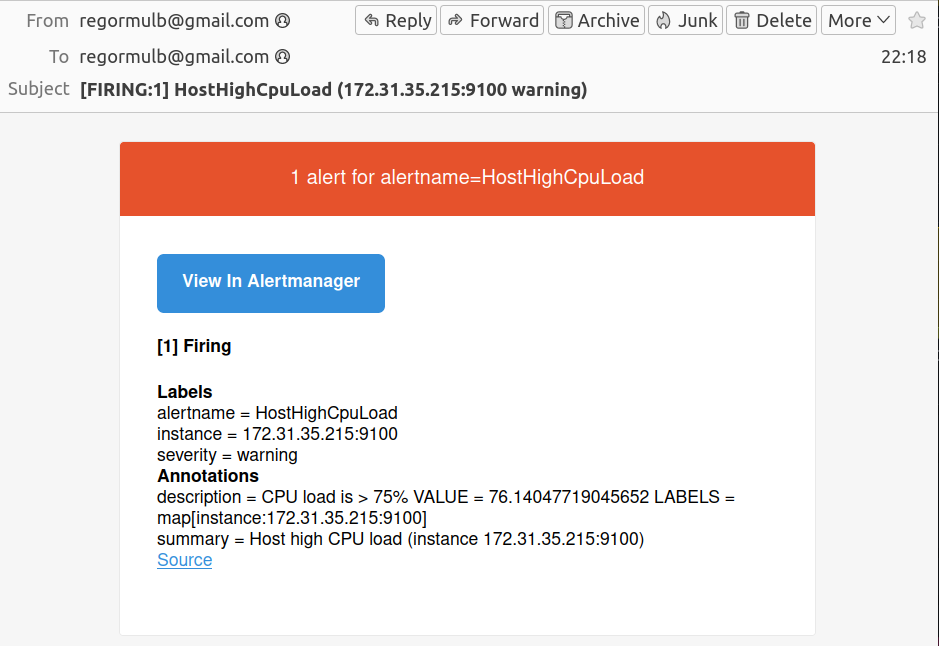 From regormulb@gmail.com Reply Forward Archive Junk Delete More
To regormulb@gmail.com 22:18
Subject [FIRING:1] HostHighCpuLoad (172.31.35.215:9100 warning)
1 alert for alertname=HostHighCpuLoad
View In Alertmanager
[1] Firing
Labels
alertname = HostHighCpuLoad
instance = 172.31.35.215:9100
severity = warning
Annotations
description = CPU load is > 75% VALUE = 76.14047719045652 LABELS =
map[instance:172.31.35.215:9100]
summary = Host high CPU load (instance 172.31.35.215:9100)
Source